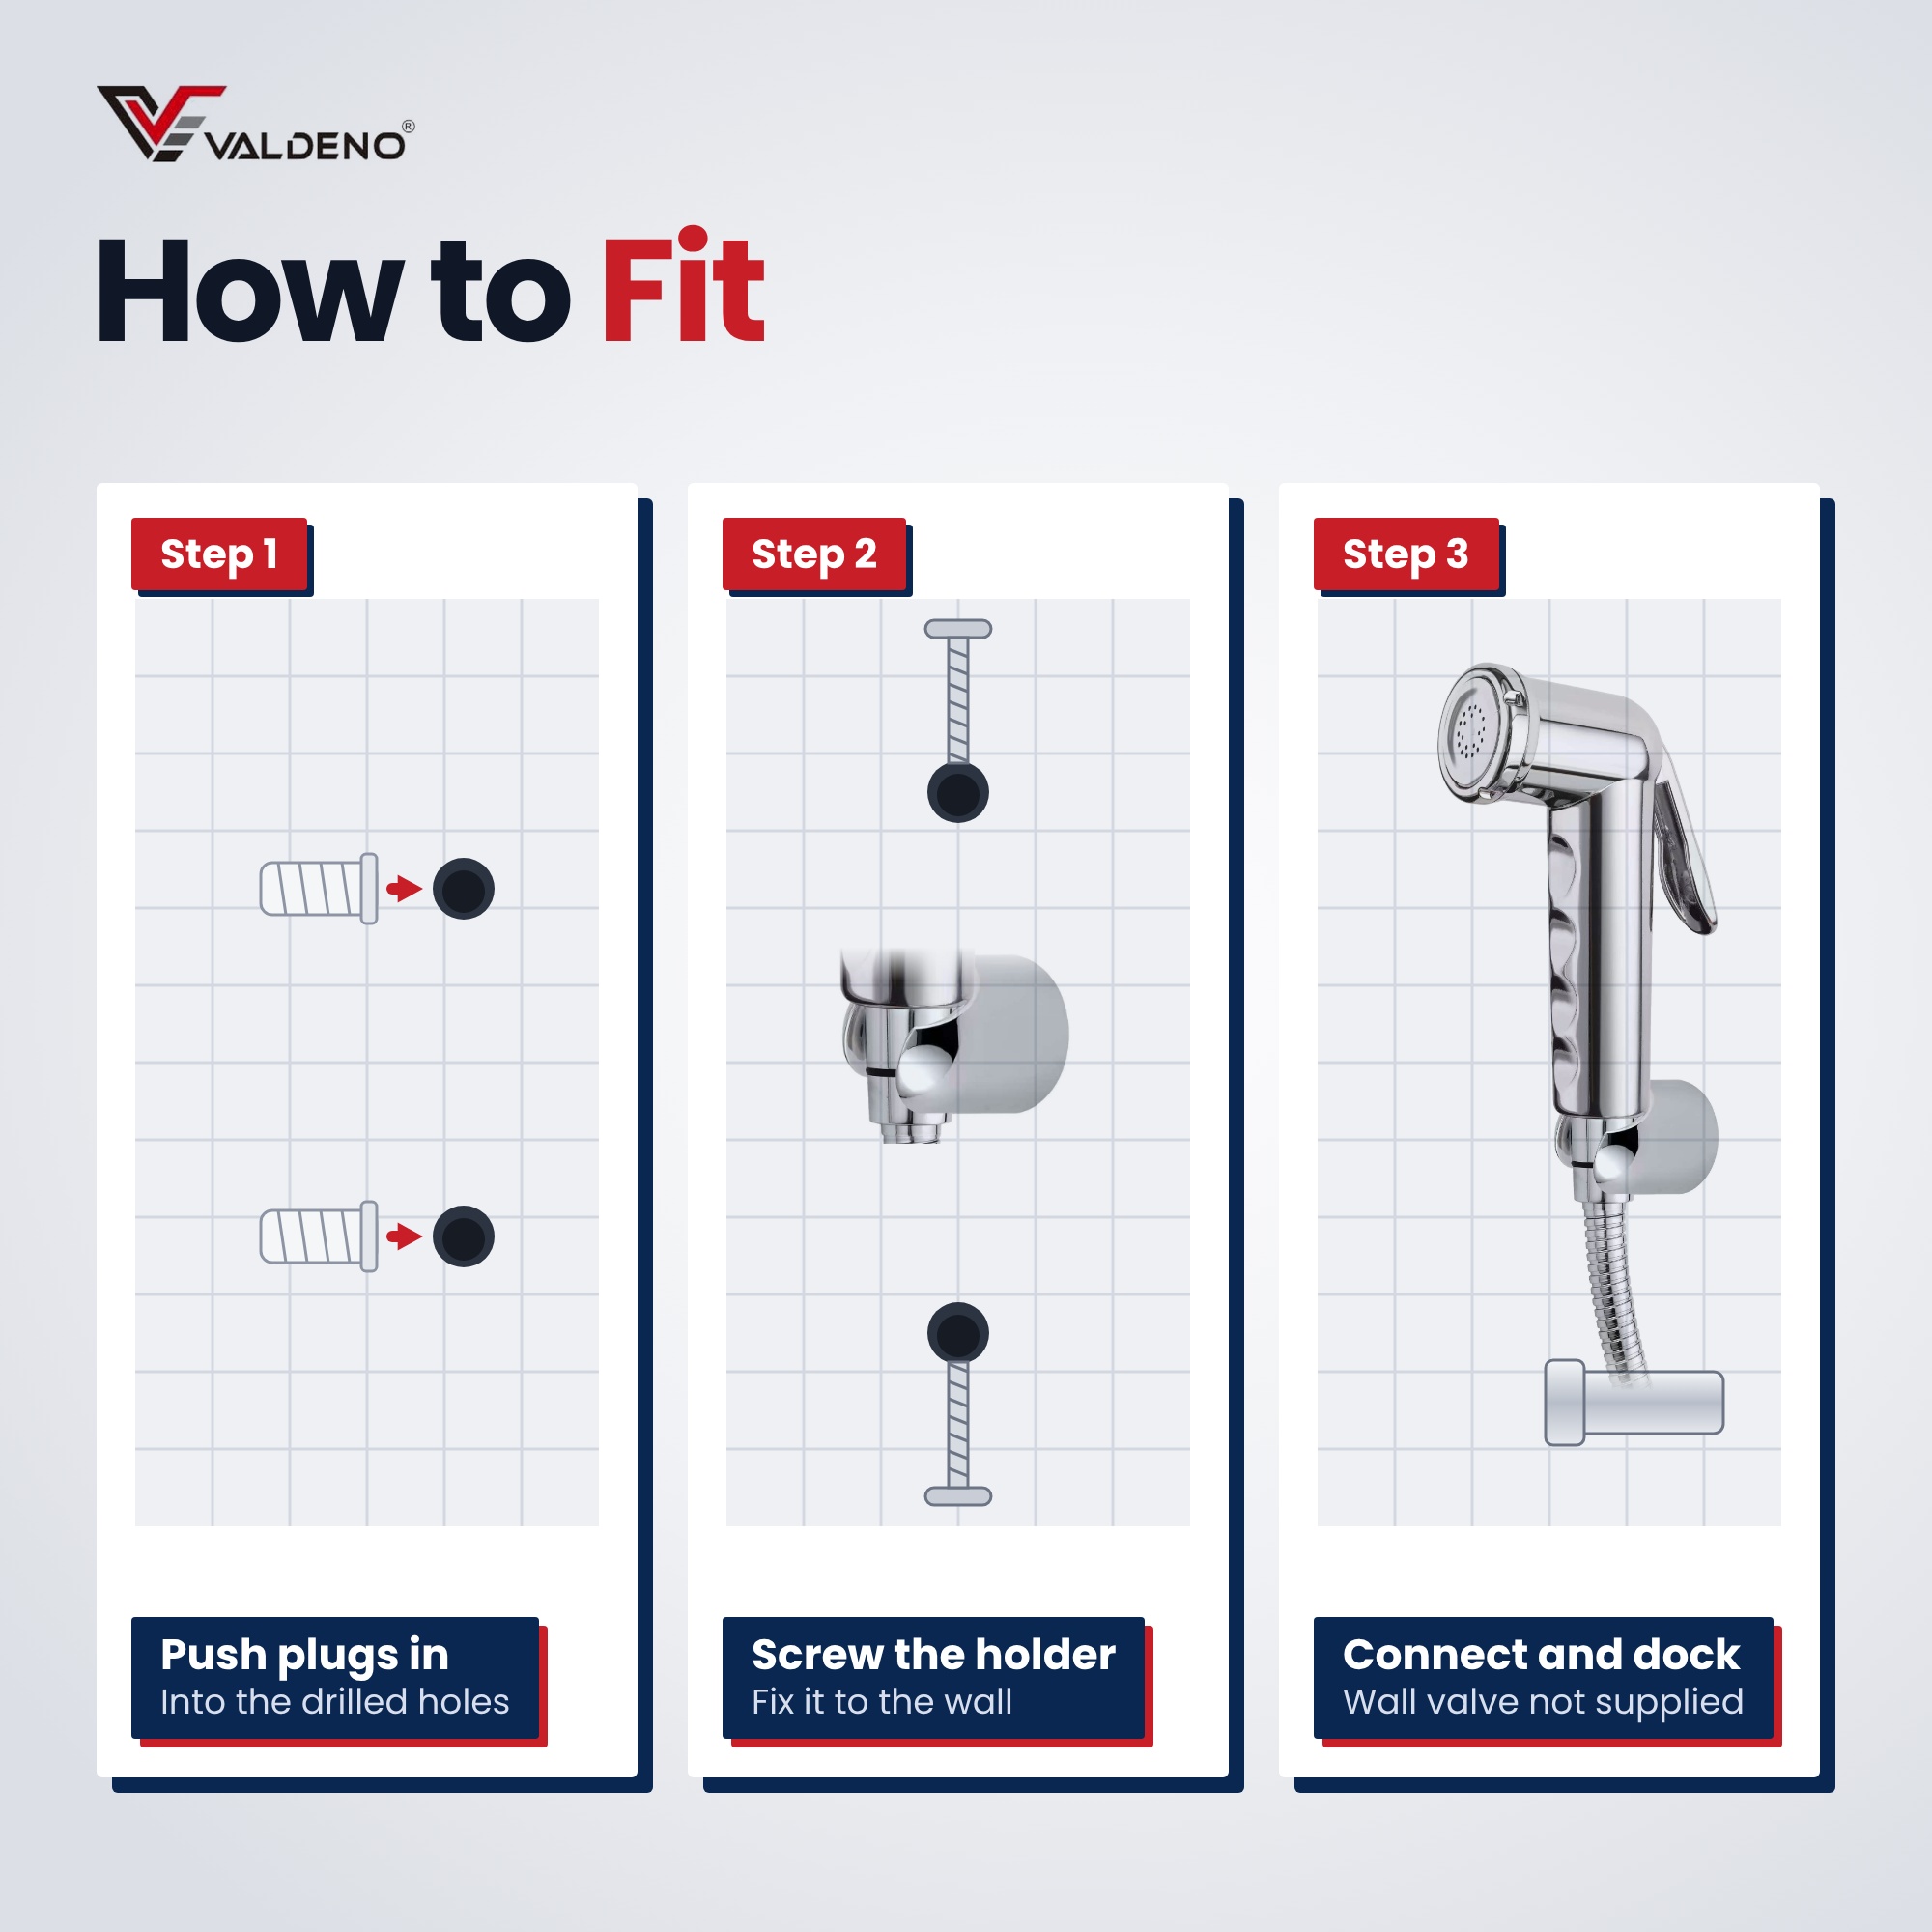 VALDENO®
How to Fit
Step 1
Push plugs in
Into the drilled holes
Step 2
Screw the holder
Fix it to the wall
Step 3
Connect and dock
Wall valve not supplied